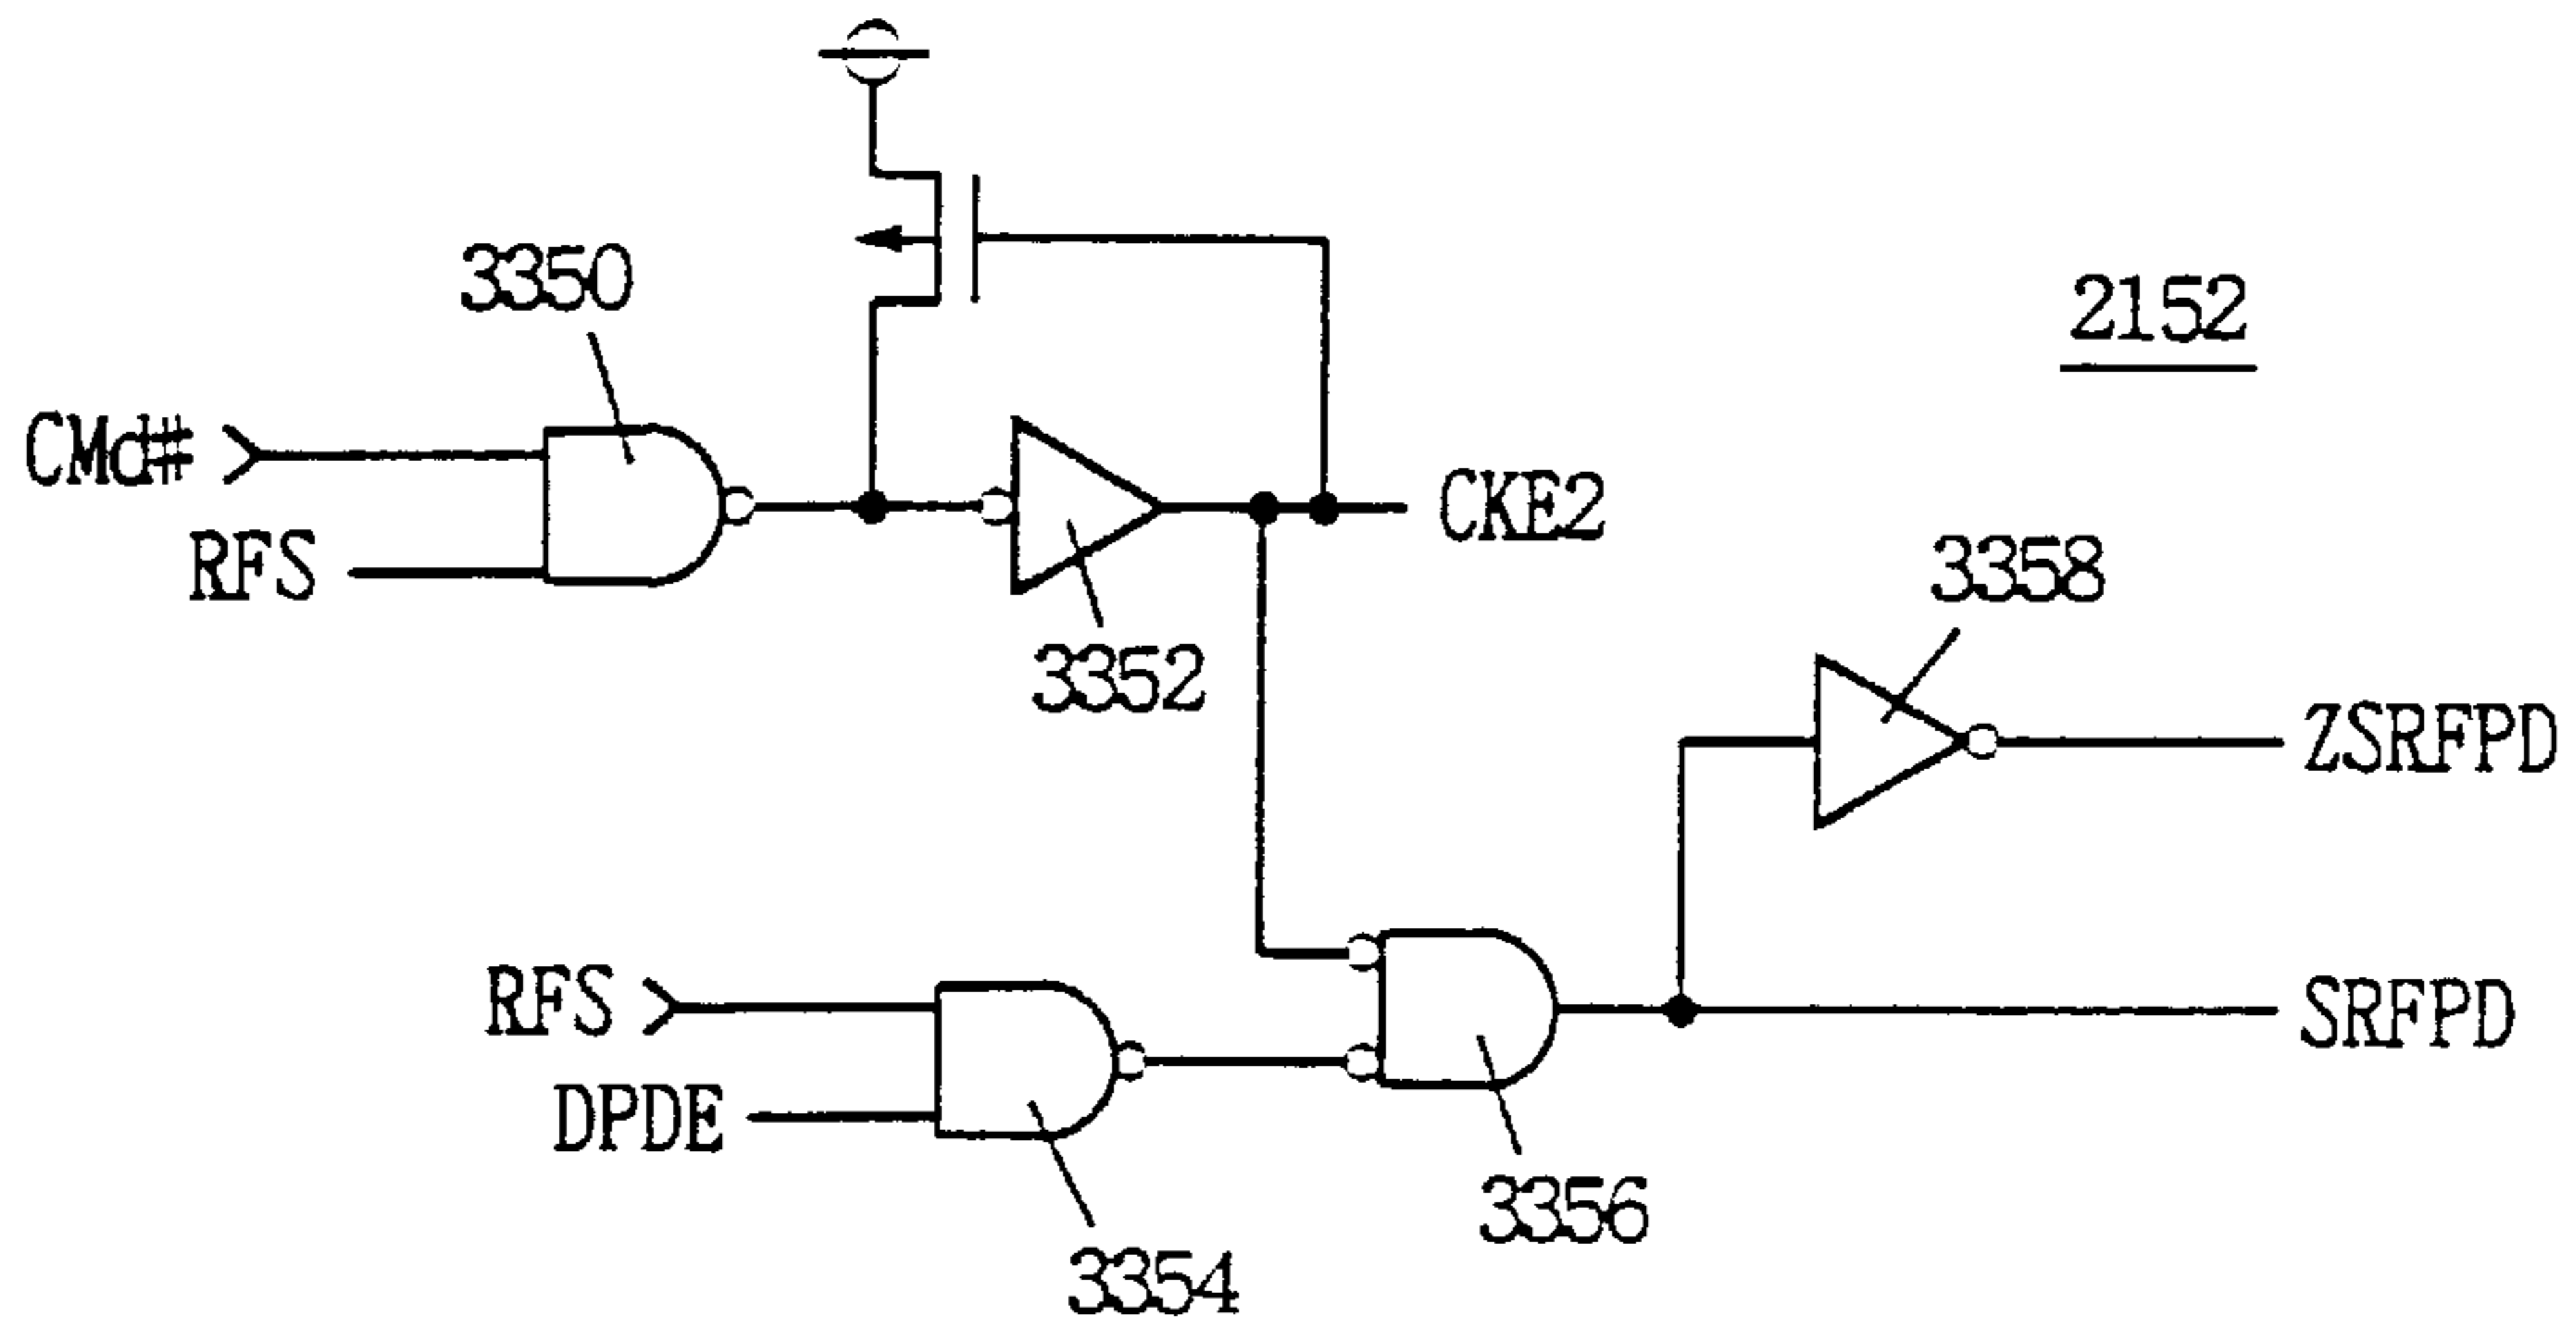 3350
2152
CMd#
RFS
CKE2
3352
3358
ZSRFPD
RFS
SRFPD
DPDE
3356
3354